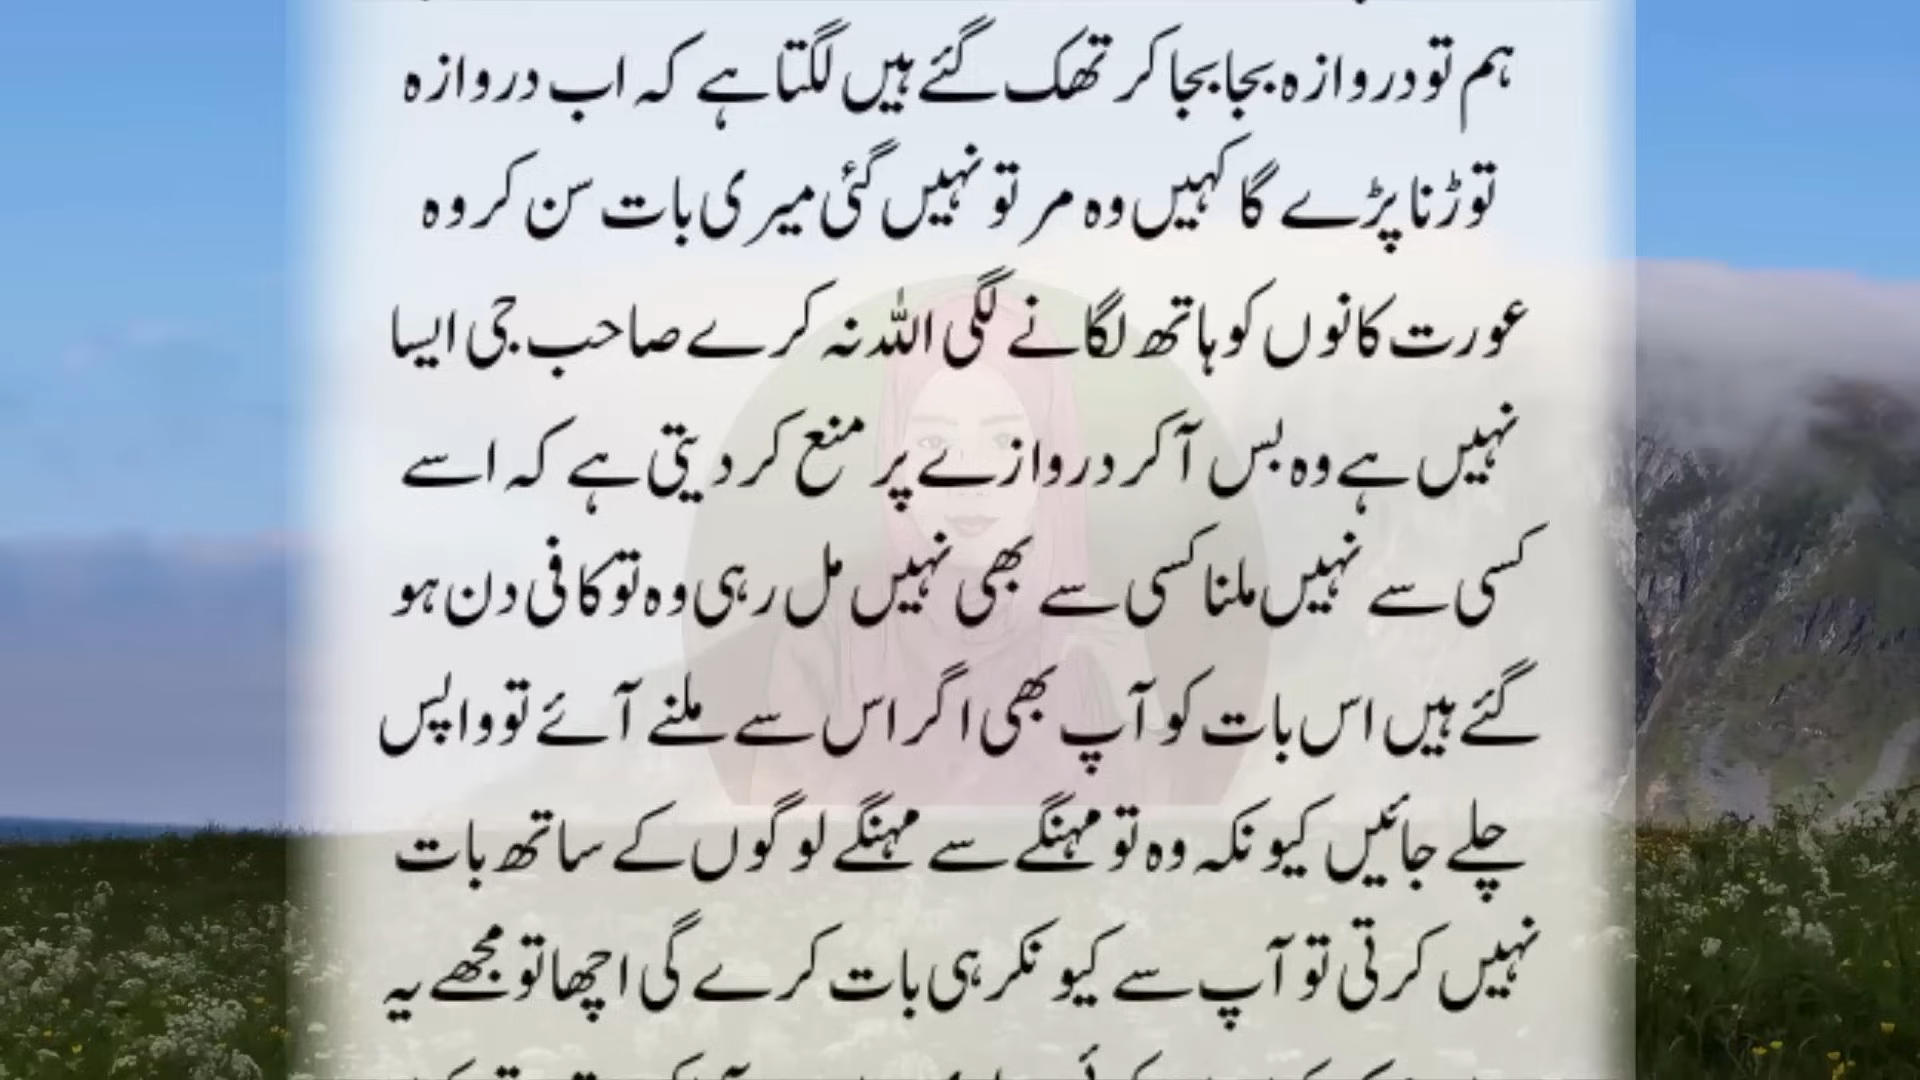 ہم تو دروازہ بجا بجا کر تھک گئے ہیں لگتا ہے کہ اب دروازہ
توڑنا پڑے گا کہیں وہ مر تو نہیں گئی میری بات سن کر وہ
عورت کانوں کو ہاتھ لگانے لگی اللہ نہ کرے صاحب جی ایسا
نہیں ہے وہ بس آ کر دروازے پر منع کر دیتی ہے کہ اسے
کسی سے نہیں ملنا کسی سے بھی نہیں مل رہی وہ تو کافی دن ہو
گئے ہیں اس بات کو آپ بھی اگر اس سے ملنے آئے تو واپس
چلے جائیں کیونکہ وہ تو مہنگے سے مہنگے لوگوں کے ساتھ بات
نہیں کرتی تو آپ سے کیونکر ہی بات کرے گی اچھا تو مجھے یہ